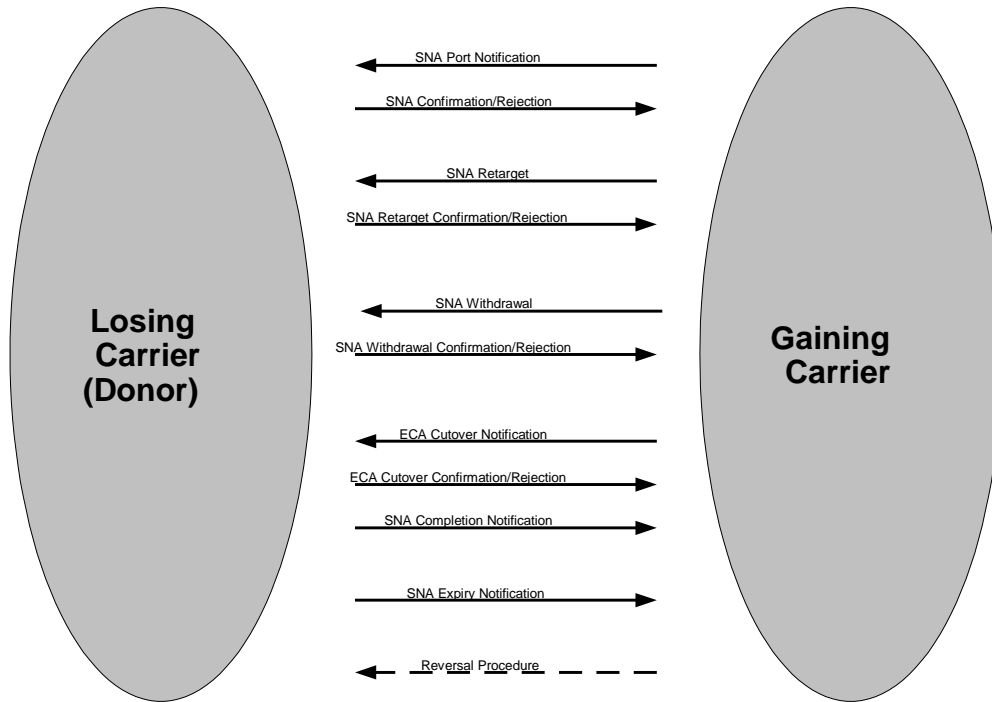 SNA Port Notification
SNA Confirmation/Rejection
SNA Retarget
SNA Retarget Confirmation/Rejection
SNA Withdrawal
SNA Withdrawal Confirmation/Rejection
Losing
Carrier
(Donor)
Gaining
Carrier
ECA Cutover Notification
ECA Cutover Confirmation/Rejection
SNA Completion Notification
SNA Expiry Notification
Reversal Procedure